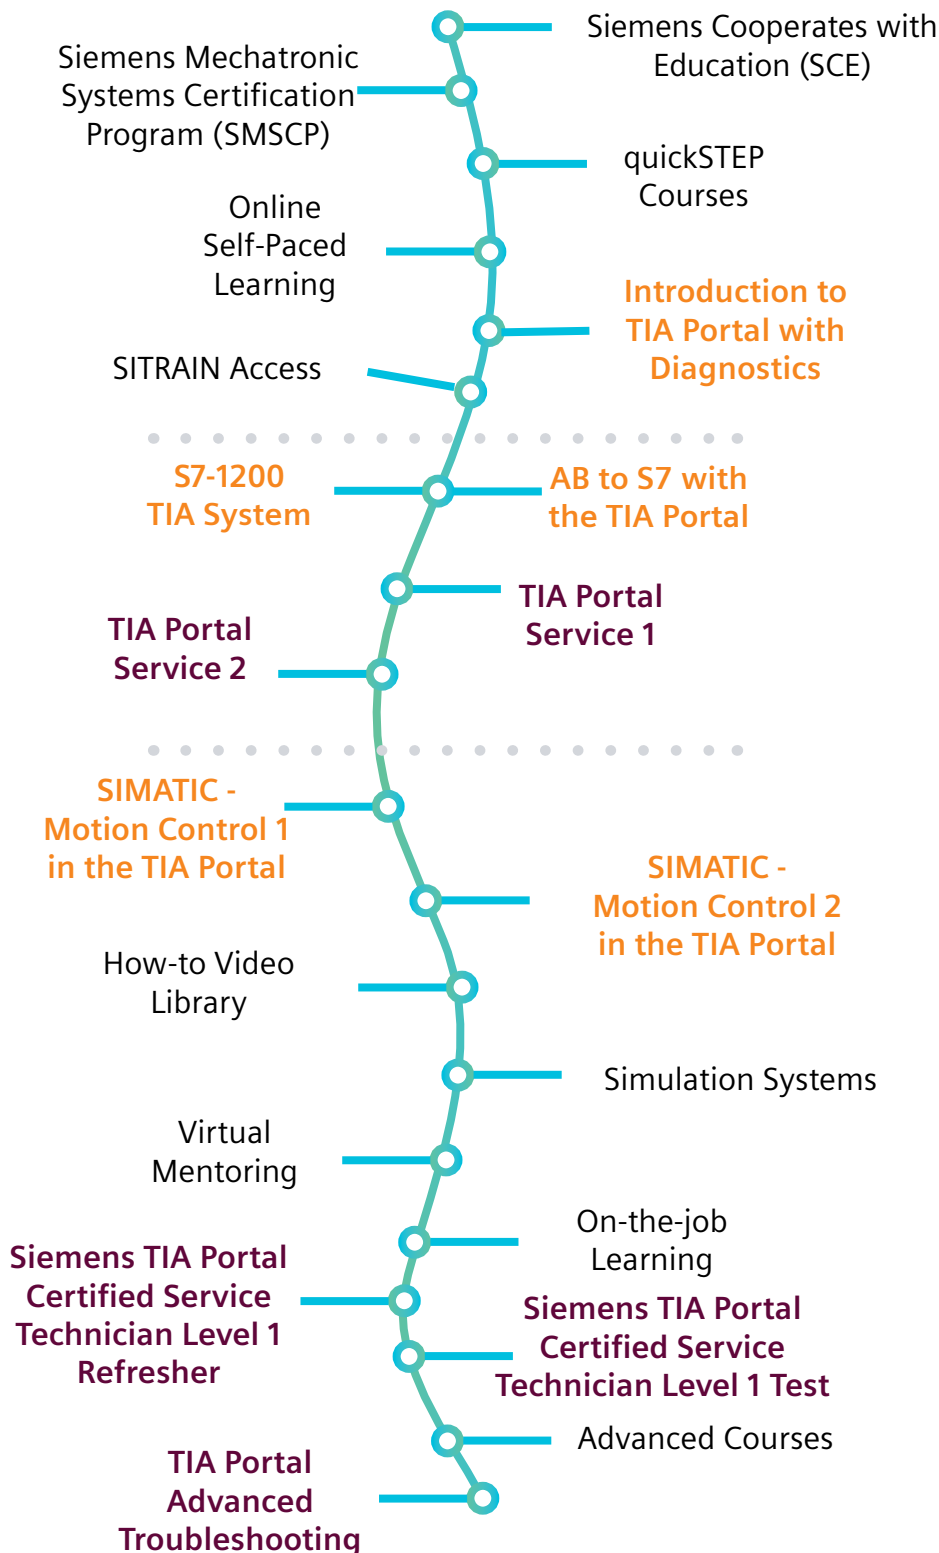 Siemens Cooperates with
Education (SCE)
Siemens Mechatronic
Systems Certification
Program (SMSCP)
quickSTEP
Courses
Online
Self-Paced
Learning
Introduction to
TIA Portal with
Diagnostics
SITRAIN Access
S7-1200
TIA System
AB to S7 with
the TIA Portal
TIA Portal
Service 1
TIA Portal
Service 2
SIMATIC -
Motion Control 1
in the TIA Portal
SIMATIC -
Motion Control 2
in the TIA Portal
How-to Video
Library
Simulation Systems
Virtual
Mentoring
On-the-job
Learning
Siemens TIA Portal
Certified Service
Technician Level 1
Refresher
Siemens TIA Portal
Certified Service
Technician Level 1 Test
Advanced Courses
TIA Portal
Advanced
Troubleshooting